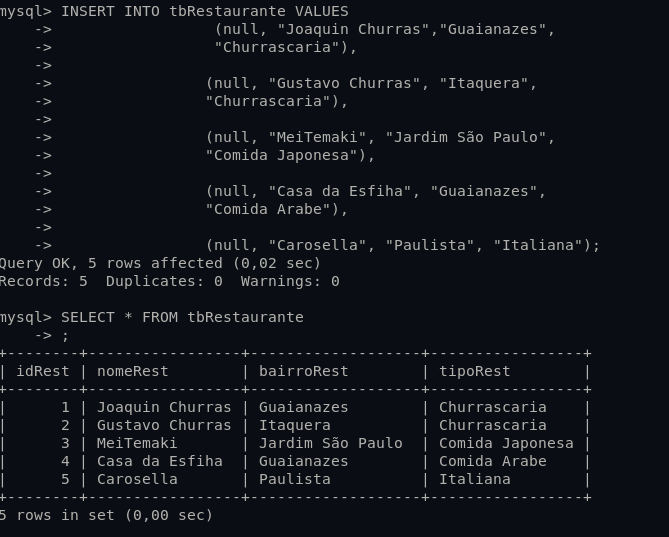 mysql> INSERT INTO tbRestaurante VALUES
    ->                  (null, "Joaquin Churras","Guaianezes",
    ->                  "Churrascaria"),
    ->
    ->                 (null, "Gustavo Churras", "Itaquera",
    ->                 "Churrascaria"),
    ->
    ->                 (null, "MeiTemaki", "Jardim São Paulo",
    ->                 "Comida Japonesa"),
    ->
    ->                 (null, "Casa da Esfiha", "Guaianazes",
    ->                 "Comida Arabe"),
    ->
    ->                 (null, "Carosella", "Paulista", "Italiana");
Query OK, 5 rows affected (0,02 sec)
Records: 5  Duplicates: 0  Warnings: 0

mysql> SELECT * FROM tbRestaurante
    -> ;
+--------+-----------------+-------------------+-----------------+
| idRest | nomeRest        | bairroRest        | tipoRest        |
+--------+-----------------+-------------------+-----------------+
|      1 | Joaquin Churras | Guaianezes        | Churrascaria    |
|      2 | Gustavo Churras | Itaquera          | Churrascaria    |
|      3 | MeiTemaki       | Jardim São Paulo  | Comida Japonesa |
|      4 | Casa da Esfiha  | Guaianazes        | Comida Arabe    |
|      5 | Carosella       | Paulista          | Italiana        |
+--------+-----------------+-------------------+-----------------+
5 rows in set (0,00 sec)